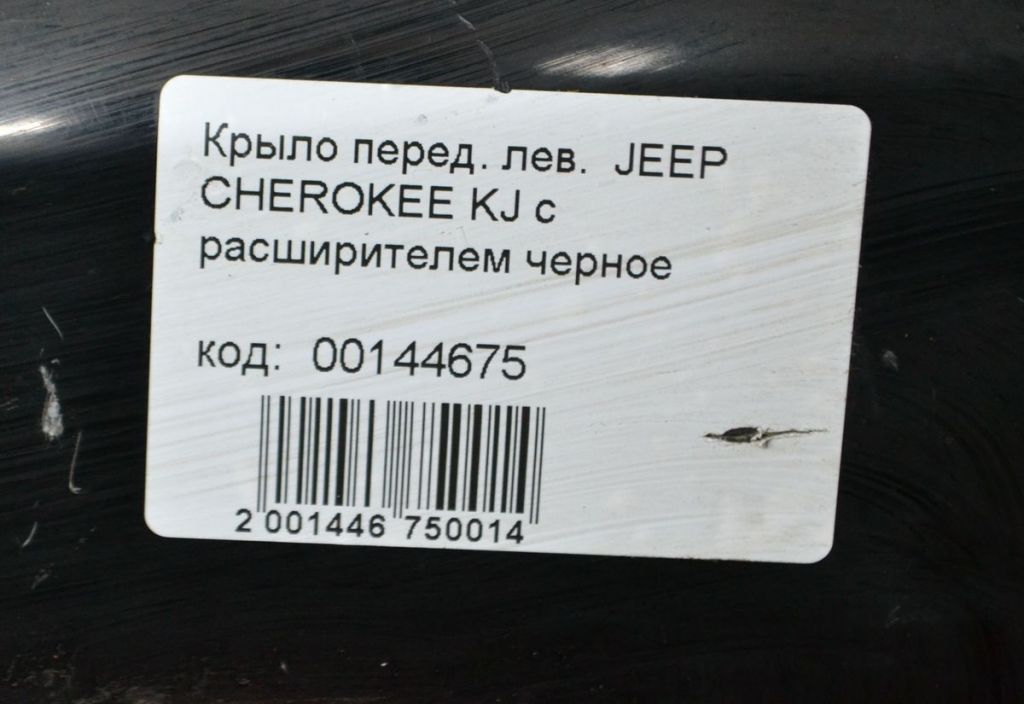 Крыло перед. лев. JEEP
CHEROKEE KJ с
расширителем черное
код: 00144675
2 001446 750014